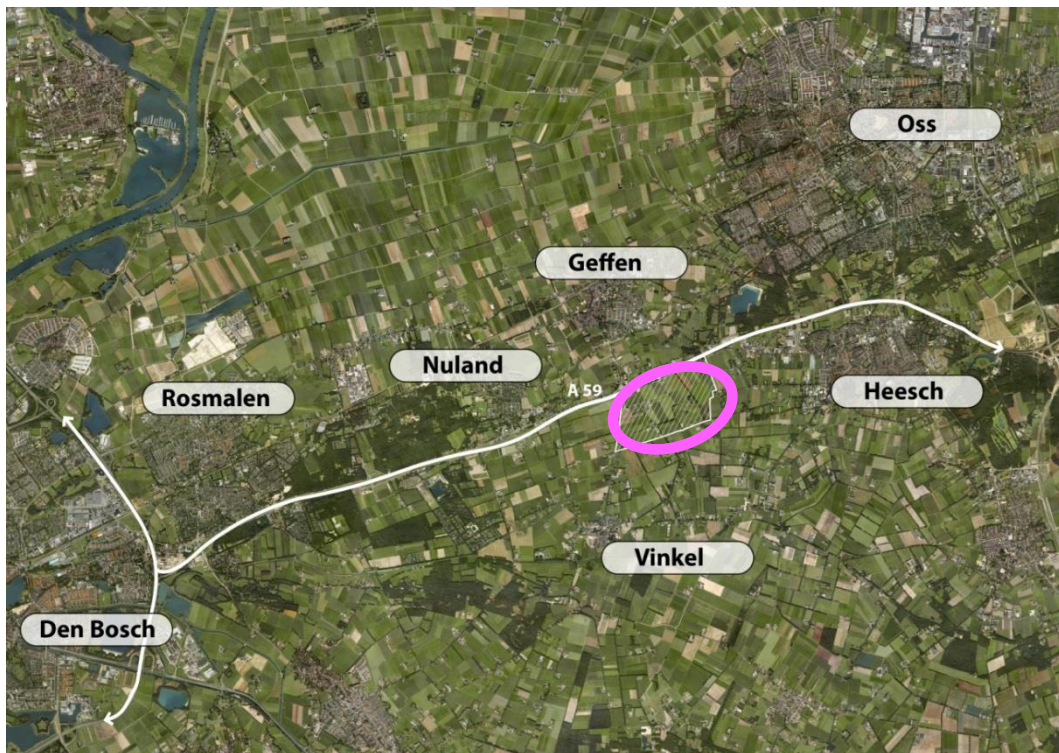 Oss
Geffen
Nuland
A 59
Rosmalen
Heesch
Vinkel
Den Bosch